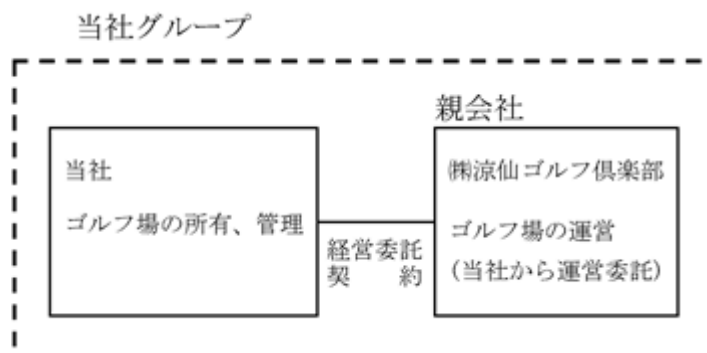 当社グループ
親会社
当社
ゴルフ場の所有、管理
経営委託
契　約
㈱涼仙ゴルフ倶楽部
ゴルフ場の運営
(当社から運営委託)